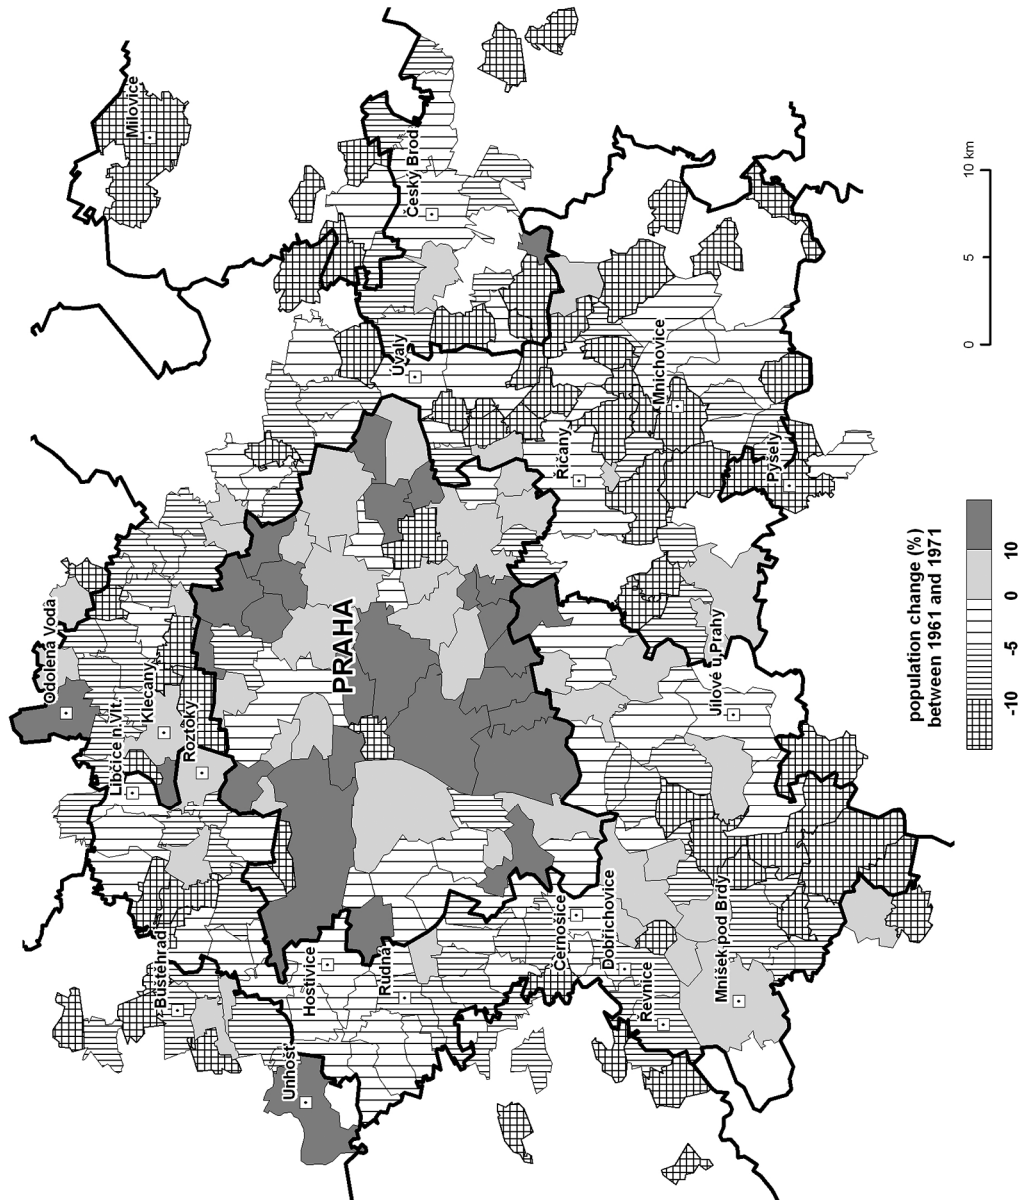 Odolená Voda
Libčice n.Vlt.
Milovice
Klecany
Buštěhrad
Roztoky
Unhošť
Hostivice
PRAHA
Rudná
Úvaly
Český Brod
Černošice
Říčany
Dobřichovice
Řevnice
Mnichovice
Jílové u Prahy
Mníšek pod Brdy
Pyšely
population change (%)
between 1961 and 1971
-10 -5 0 10
0 5 10 km